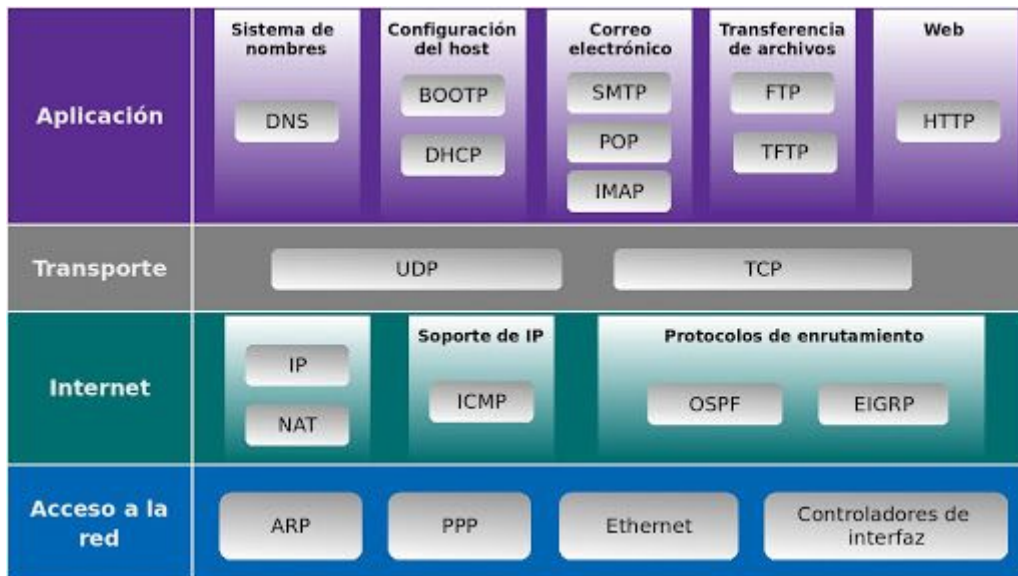 Aplicación
Sistema de
nombres
DNS
Configuración
del host
BOOTP
DHCP
Correo
electrónico
SMTP
POP
IMAP
Transferencia
de archivos
FTP
TFTP
Web
HTTP
Transporte
UDP
TCP
Internet
IP
NAT
Soporte de IP
ICMP
Protocolos de enrutamiento
OSPF
EIGRP
Acceso a la
red
ARP
PPP
Ethernet
Controladores de
interfaz